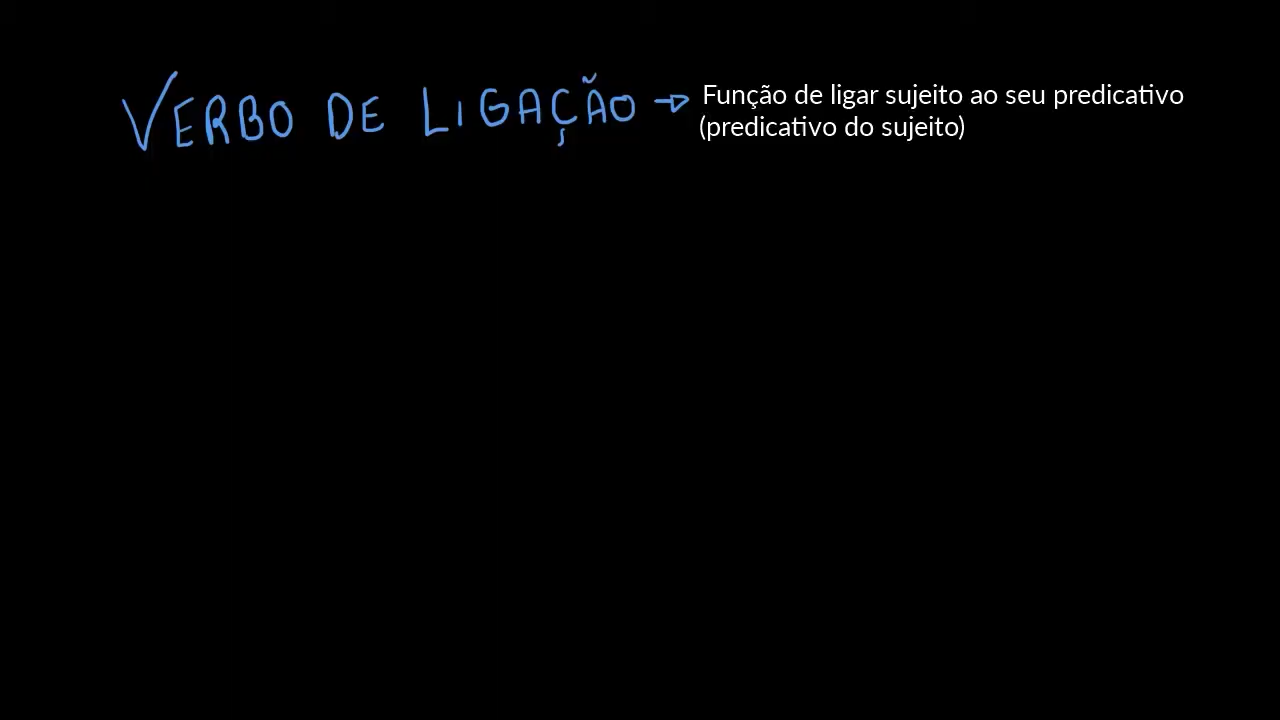 VERBO DE LIGAÇÃO → Função de ligar sujeito ao seu predicativo
(predicativo do sujeito)